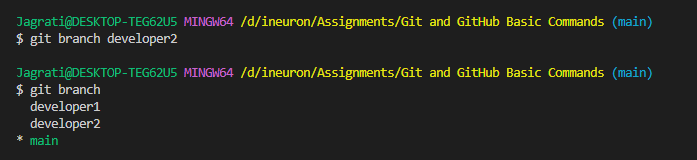 Jagrati@DESKTOP-TEG62U5 MINGW64 /d/ineuron/Assignments/Git and GitHub Basic Commands (main)
$ git branch developer2
Jagrati@DESKTOP-TEG62U5 MINGW64 /d/ineuron/Assignments/Git and GitHub Basic Commands (main)
$ git branch
  developer1
  developer2
* main